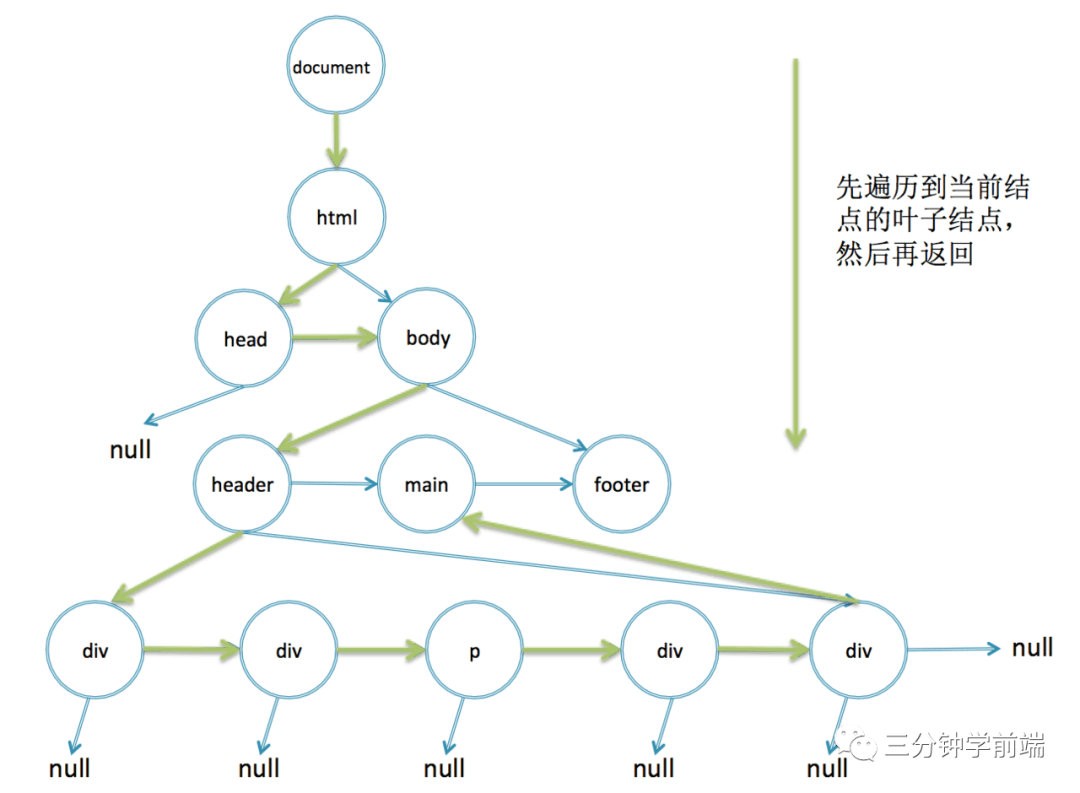 document
html
先遍历到当前结
点的叶子结点，
然后再返回
head
body
null
header
main
footer
div
div
p
div
div
null
null
null
null
null
null
三分钟学前端